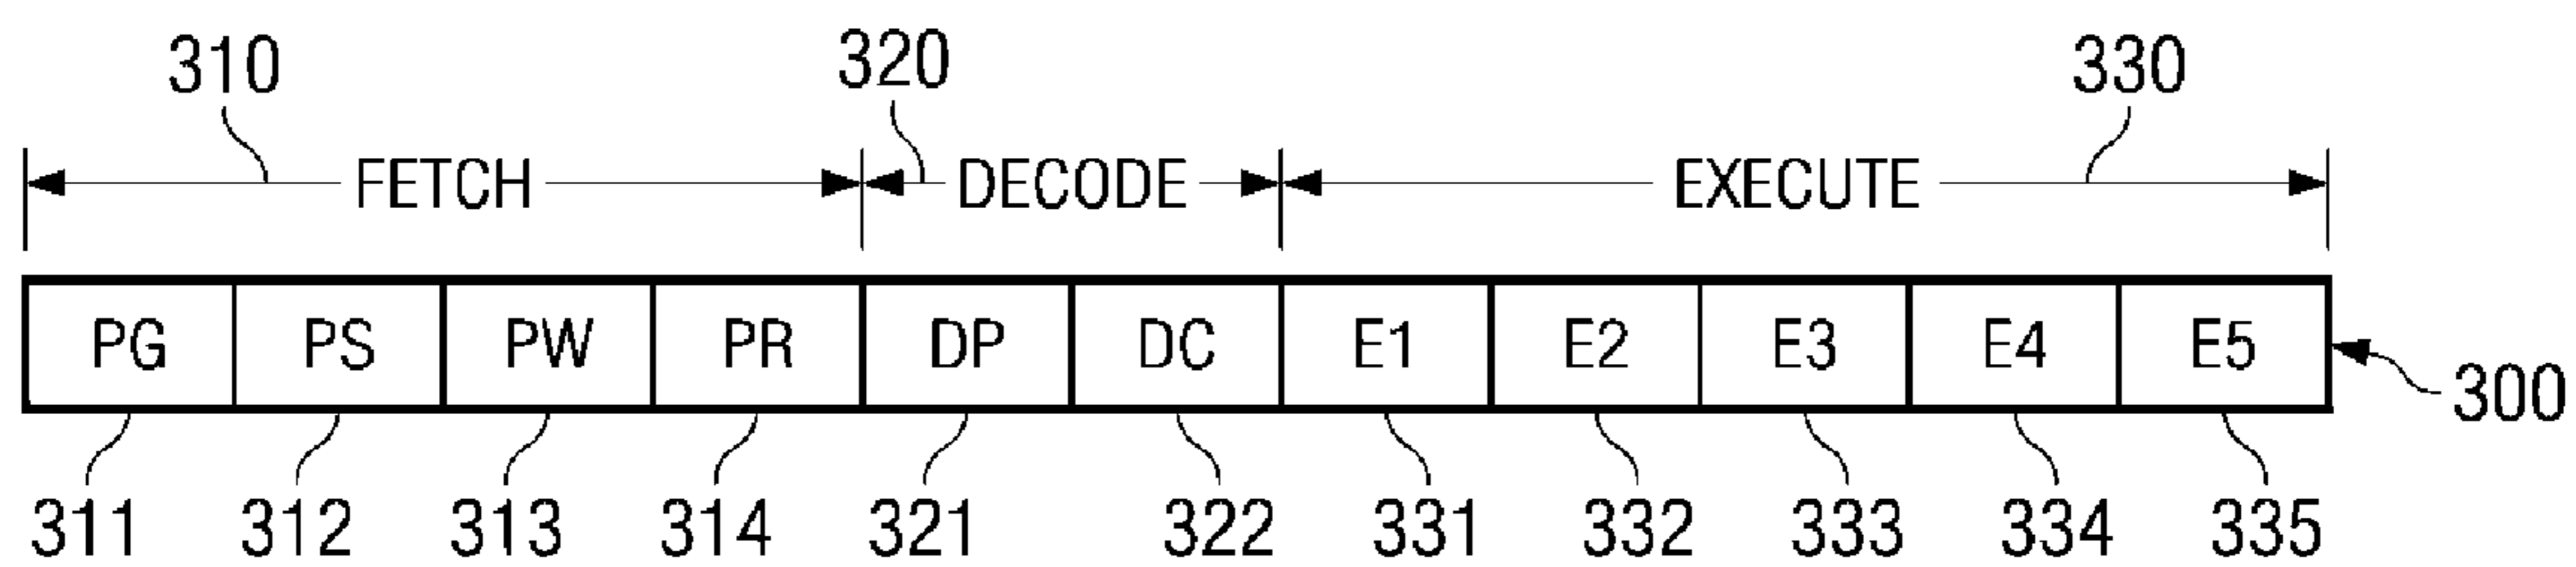 310 320 330
FETCH DECODE EXECUTE
PG PS PW PR DP DC E1 E2 E3 E4 E5
300
311 312 313 314 321 322 331 332 333 334 335